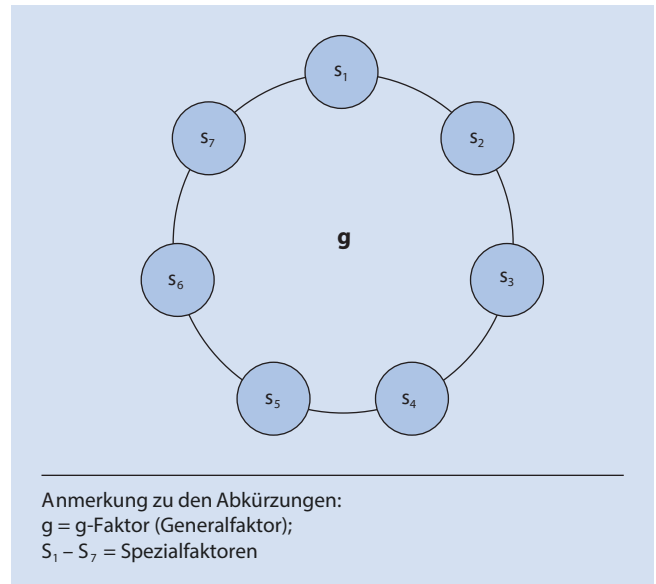 s₁
s₇
s₂
g
s₆
s₃
s₅
s₄
Anmerkung zu den Abkürzungen:
g = g-Faktor (Generalfaktor);
S₁ – S₇ = Spezialfaktoren